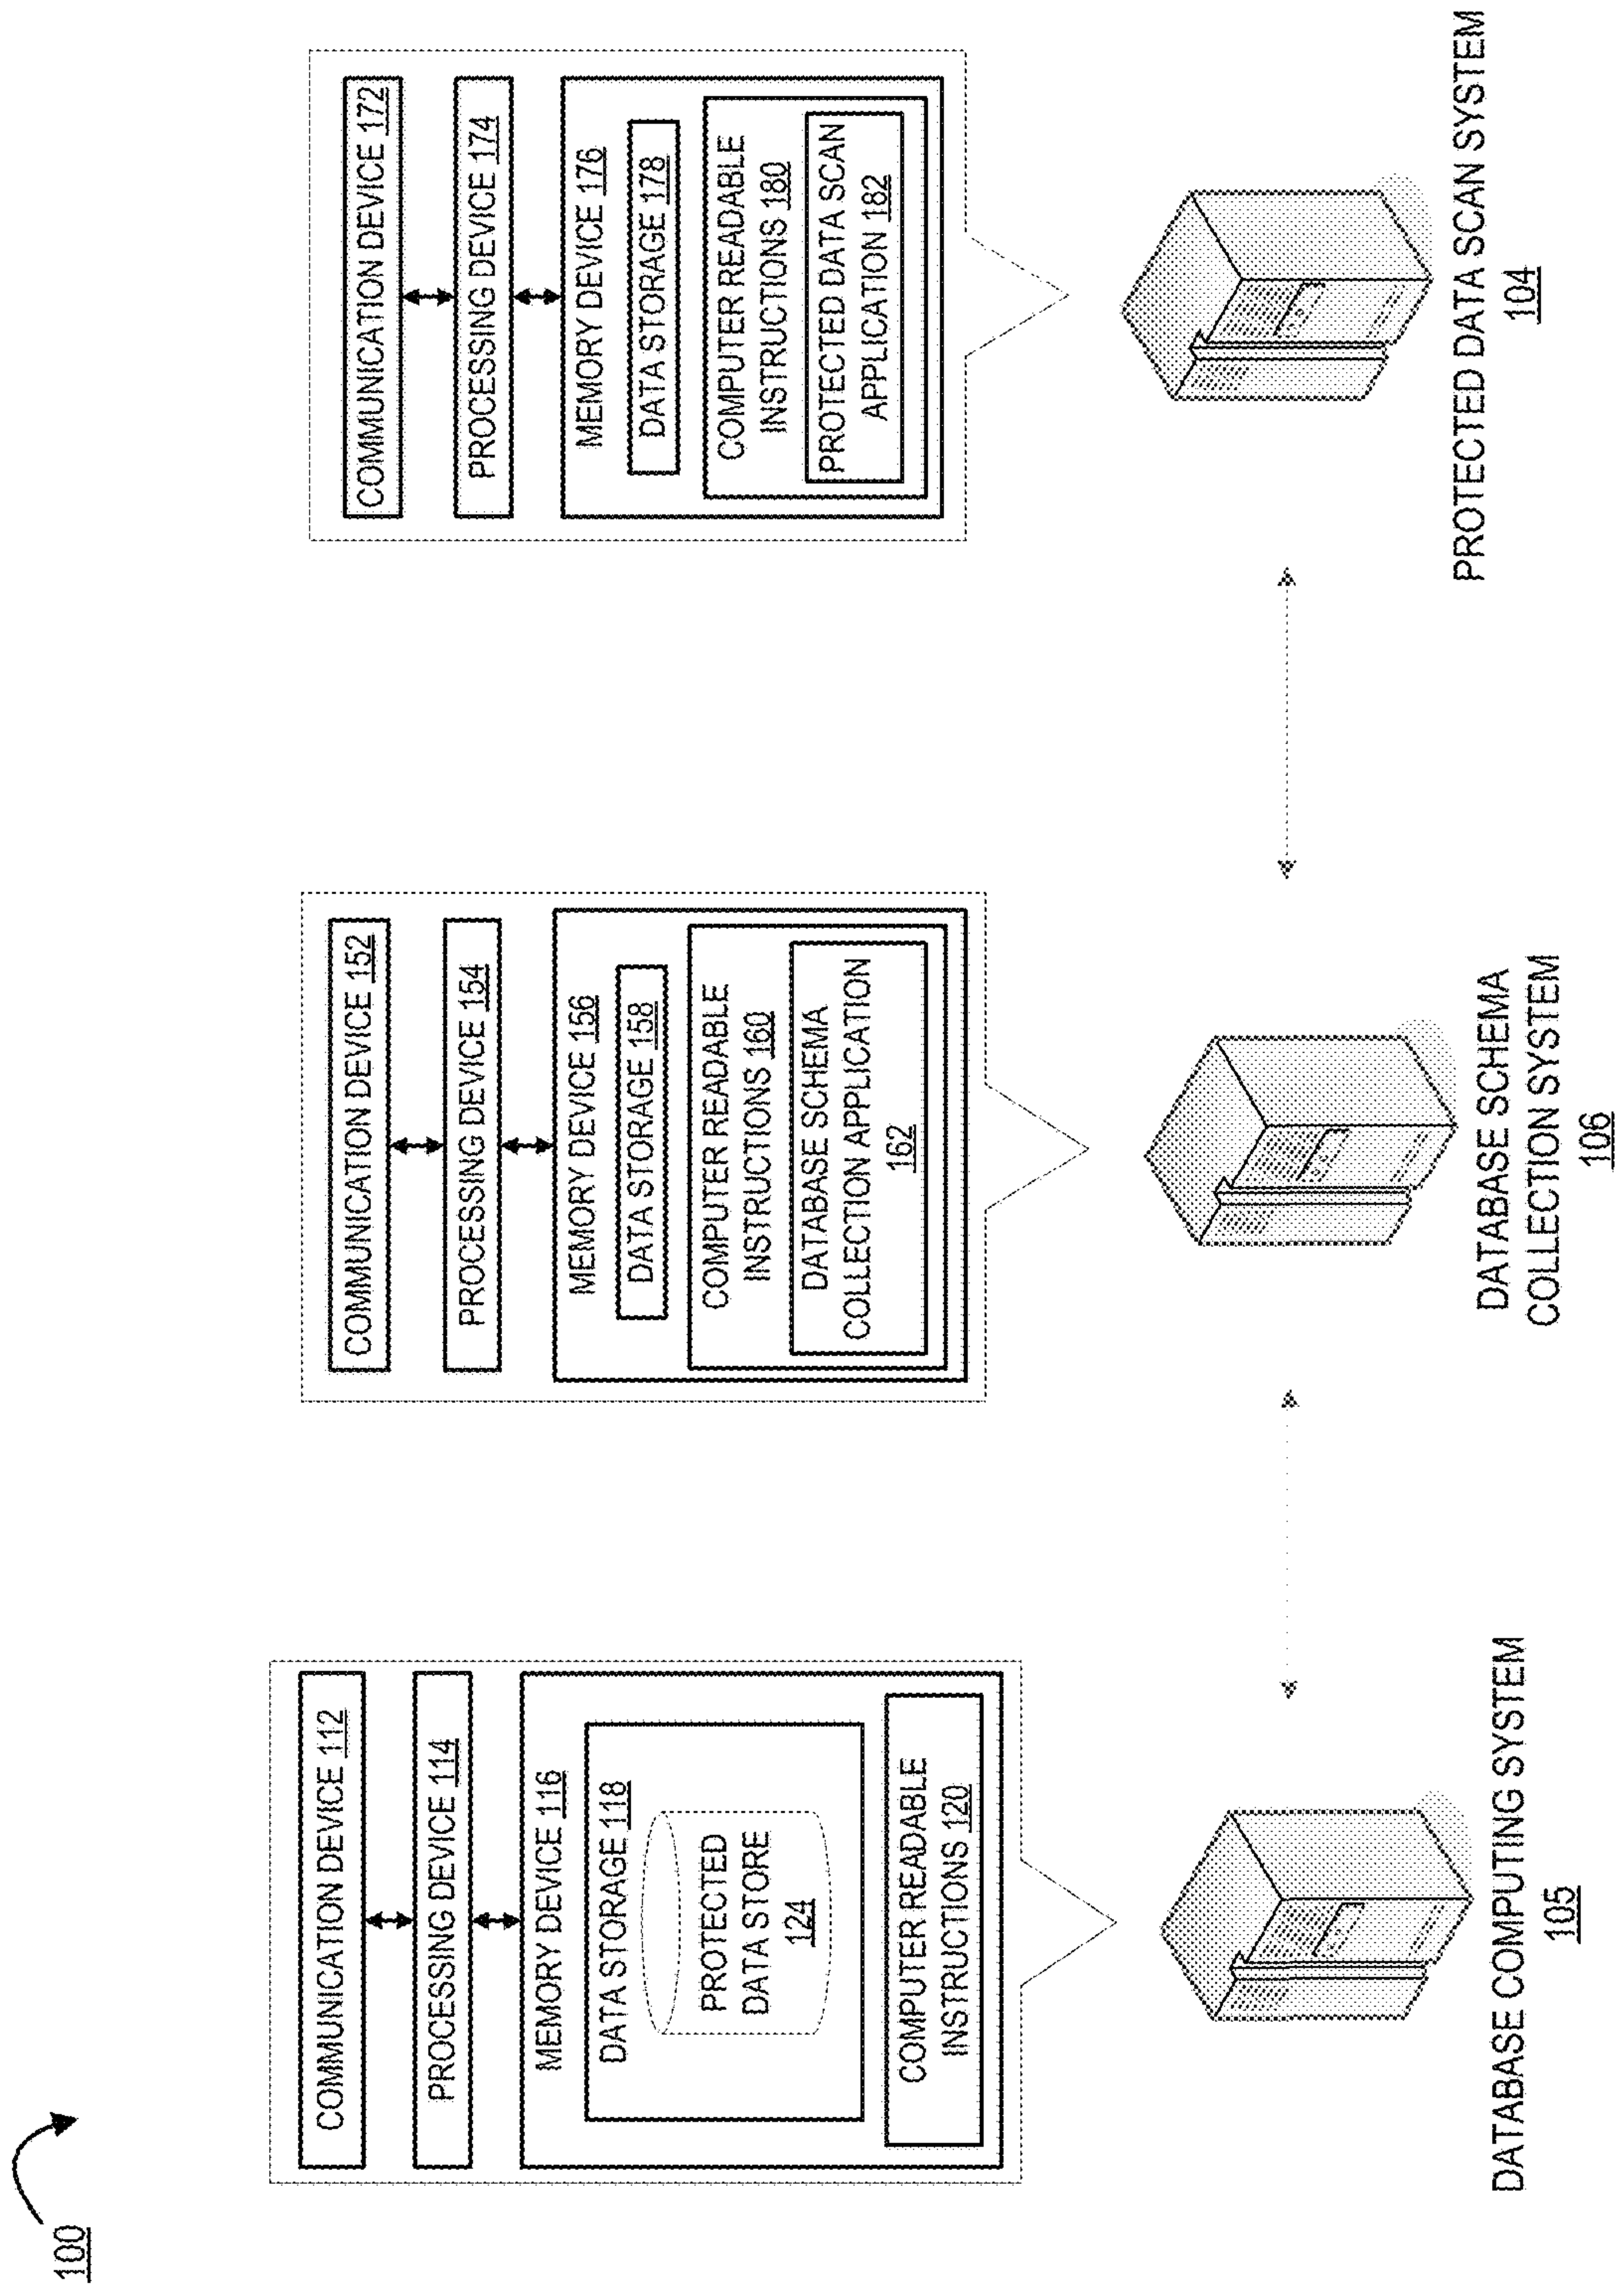 100
COMMUNICATION DEVICE 112
PROCESSING DEVICE 114
MEMORY DEVICE 116
DATA STORAGE 118
PROTECTED
DATA STORE
124
COMPUTER READABLE
INSTRUCTIONS 120
DATABASE COMPUTING SYSTEM
105
COMMUNICATION DEVICE 152
PROCESSING DEVICE 154
MEMORY DEVICE 156
DATA STORAGE 158
COMPUTER READABLE
INSTRUCTIONS 160
DATABASE SCHEMA
COLLECTION APPLICATION
162
DATABASE SCHEMA
COLLECTION SYSTEM
106
COMMUNICATION DEVICE 172
PROCESSING DEVICE 174
MEMORY DEVICE 176
DATA STORAGE 178
COMPUTER READABLE
INSTRUCTIONS 180
PROTECTED DATA SCAN
APPLICATION 182
PROTECTED DATA SCAN SYSTEM
104